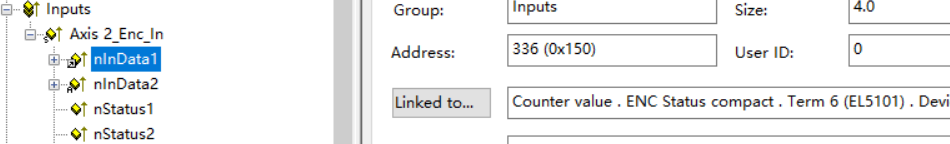 Inputs
Axis 2_Enc_In
nInData1
nInData2
nStatus1
nStatus2
Group: Inputs Size: 4.0
Address: 336 (0x150) User ID: 0
Linked to... Counter value . ENC Status compact . Term 6 (EL5101) . Devi